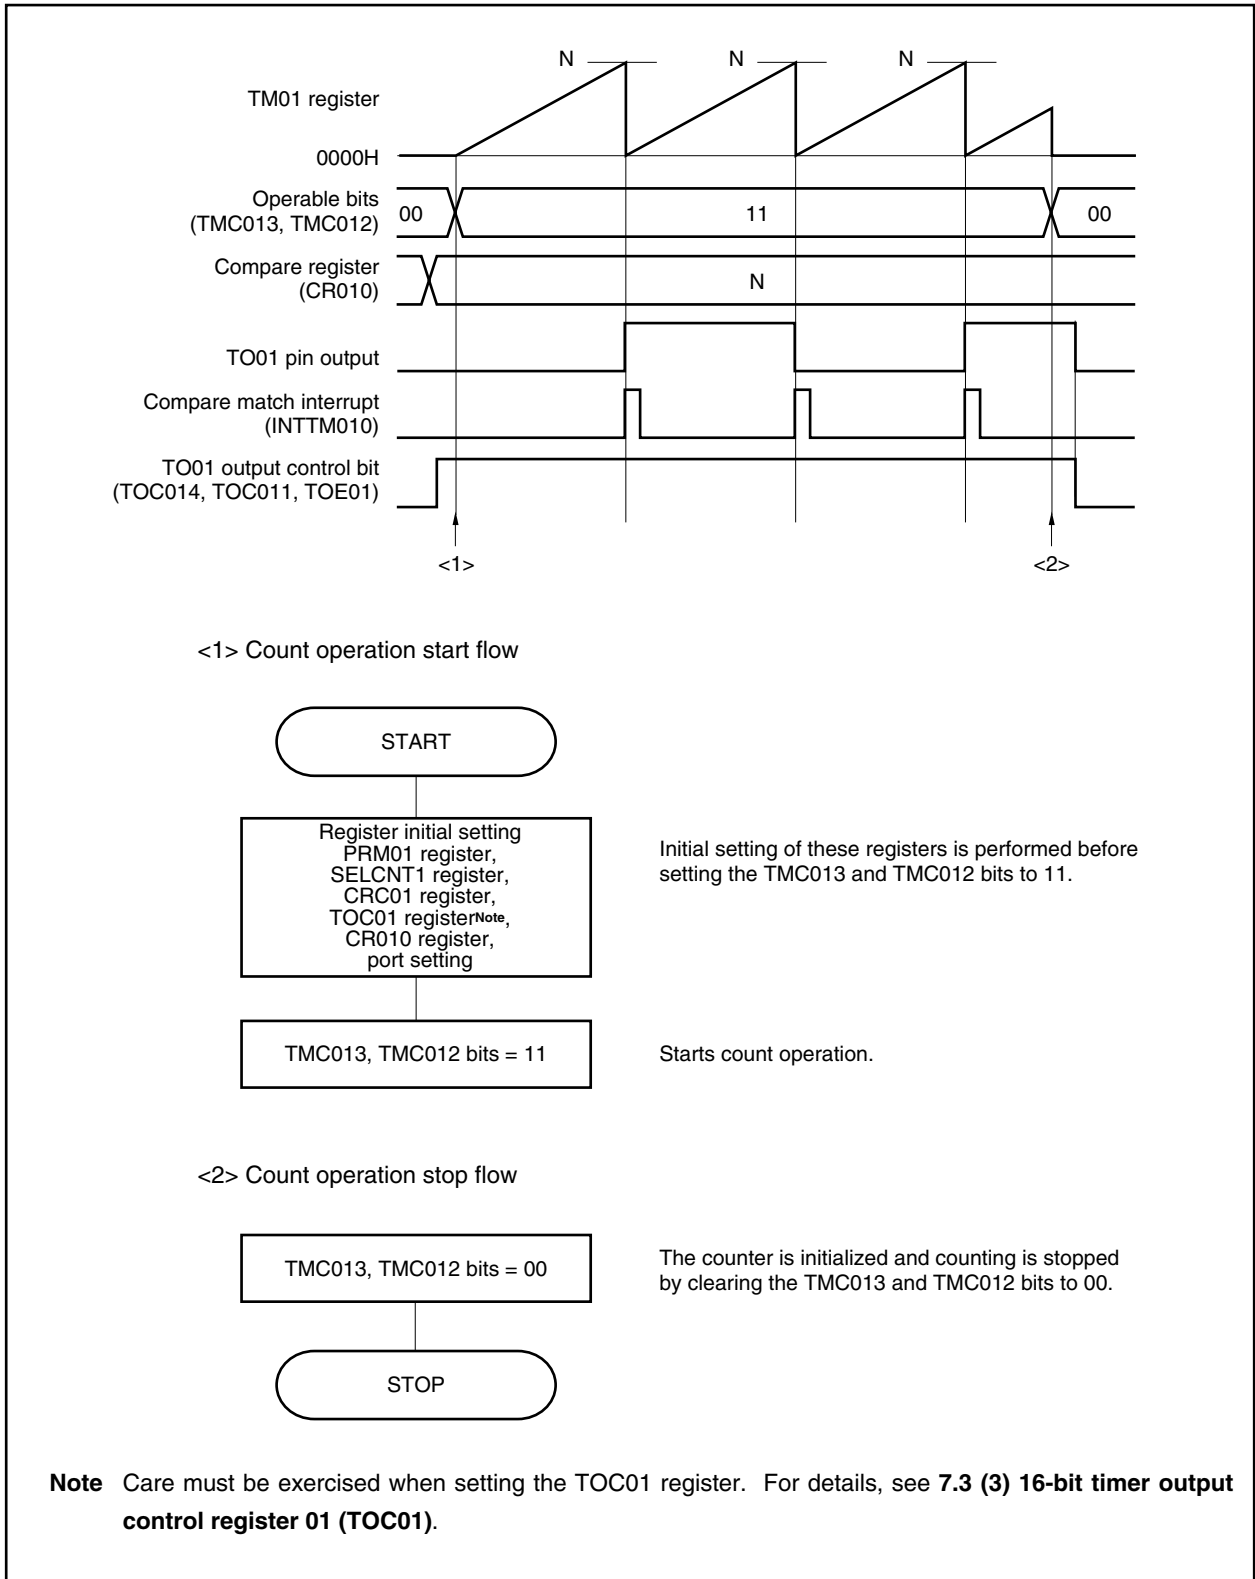 N N N
TM01 register
0000H
Operable bits
(TMC013, TMC012)
00 11 00
Compare register
(CR010)
N
TO01 pin output
Compare match interrupt
(INTTM010)
TO01 output control bit
(TOC014, TOC011, TOE01)
<1> <2>
<1> Count operation start flow
START
Register initial setting
PRM01 register,
SELCNT1 register,
CRC01 register,
TOC01 registerNote,
CR010 register,
port setting
Initial setting of these registers is performed before
setting the TMC013 and TMC012 bits to 11.
TMC013, TMC012 bits = 11
Starts count operation.
<2> Count operation stop flow
TMC013, TMC012 bits = 00
The counter is initialized and counting is stopped
by clearing the TMC013 and TMC012 bits to 00.
STOP
Note Care must be exercised when setting the TOC01 register. For details, see 7.3 (3) 16-bit timer output
control register 01 (TOC01).